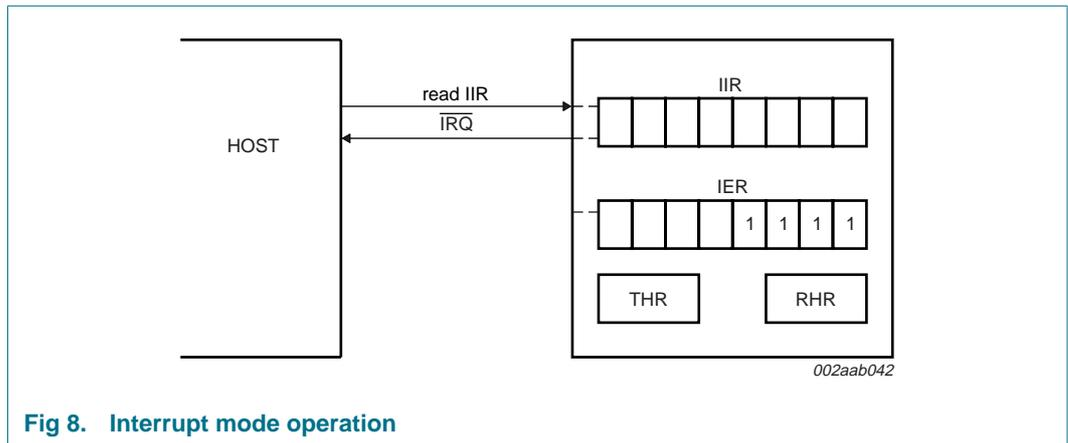 read IIR
IRQ
HOST
IIR
IER
1 1 1 1
THR RHR
002aab042
Fig 8. Interrupt mode operation